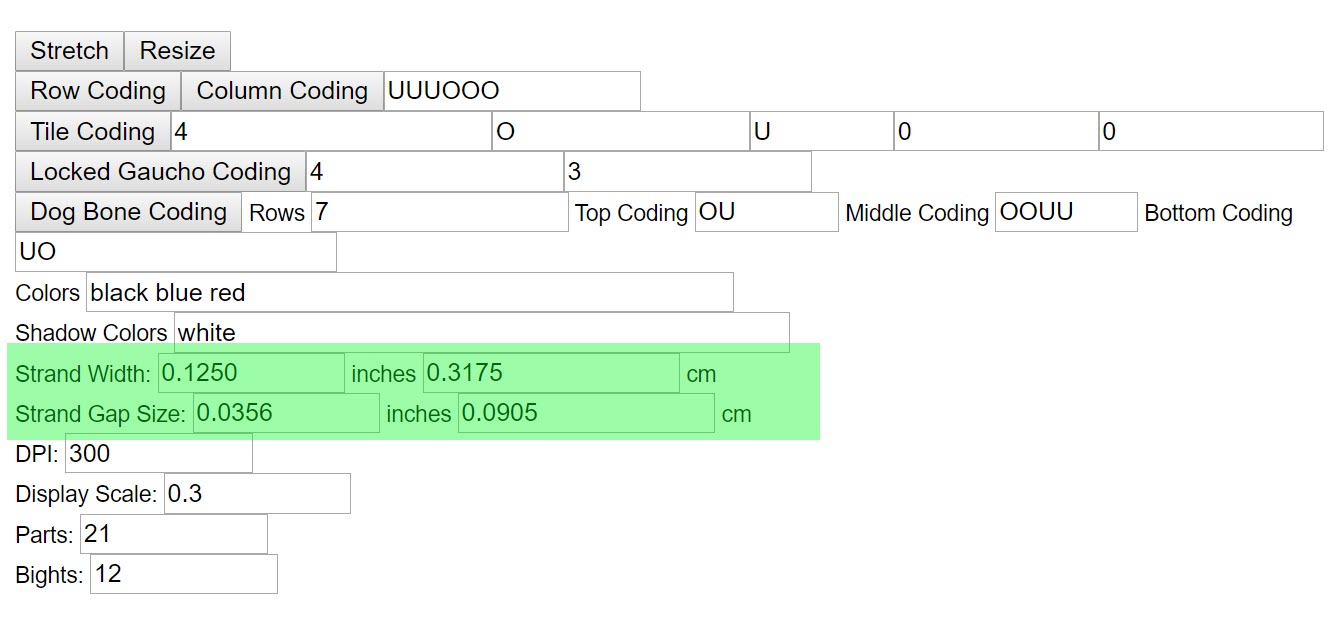 Stretch Resize
Row Coding Column Coding UUUOOO
Tile Coding 4 O U 0 0
Locked Gaucho Coding 4 3
Dog Bone Coding Rows 7 Top Coding OU Middle Coding OOUU Bottom Coding
UO
Colors black blue red
Shadow Colors white
Strand Width: 0.1250 inches 0.3175 cm
Strand Gap Size: 0.0356 inches 0.0905 cm
DPI: 300
Display Scale: 0.3
Parts: 21
Bights: 12